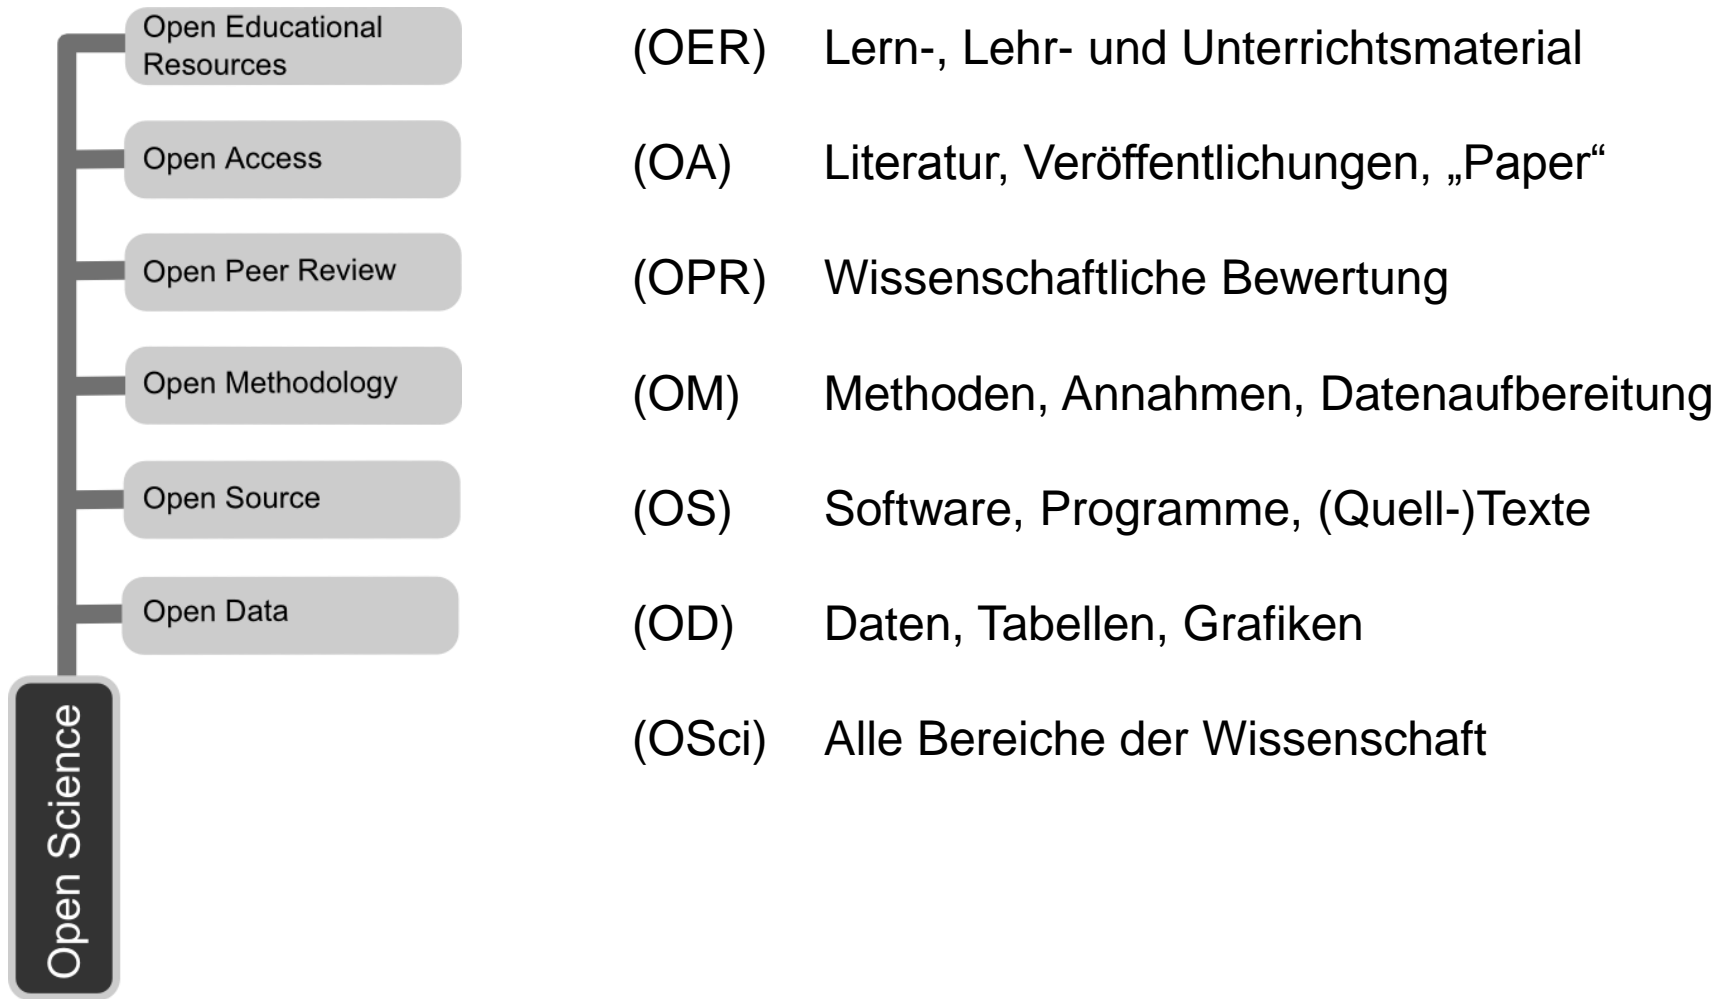 Open Educational
Resources
(OER) Lern-, Lehr- und Unterrichtsmaterial
Open Access
(OA) Literatur, Veröffentlichungen, „Paper“
Open Peer Review
(OPR) Wissenschaftliche Bewertung
Open Methodology
(OM) Methoden, Annahmen, Datenaufbereitung
Open Source
(OS) Software, Programme, (Quell-)Texte
Open Data
(OD) Daten, Tabellen, Grafiken
(OSci) Alle Bereiche der Wissenschaft
Open Science